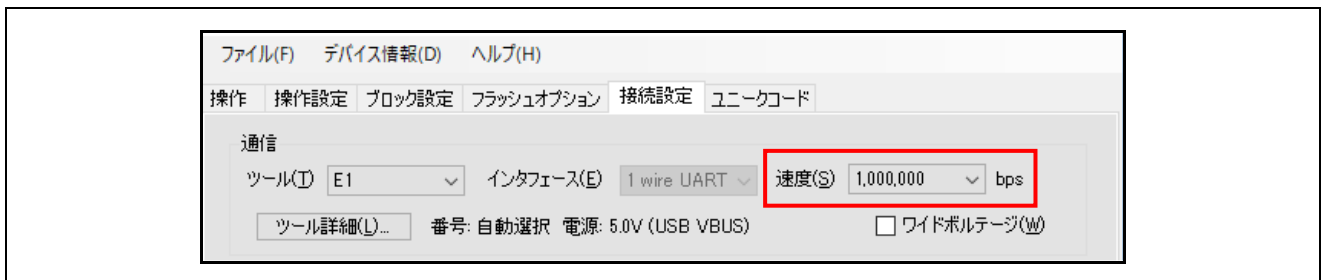 ファイル(F) デバイス情報(D) ヘルプ(H)
操作 操作設定 ブロック設定 フラッシュオプション 接続設定 ユニークコード
通信
ツール(T) E1 インタフェース(E) 1 wire UART 速度(S) 1,000,000 bps
ツール詳細(L)... 番号: 自動選択 電源: 5.0V (USB VBUS) ワイドボルテージ(W)